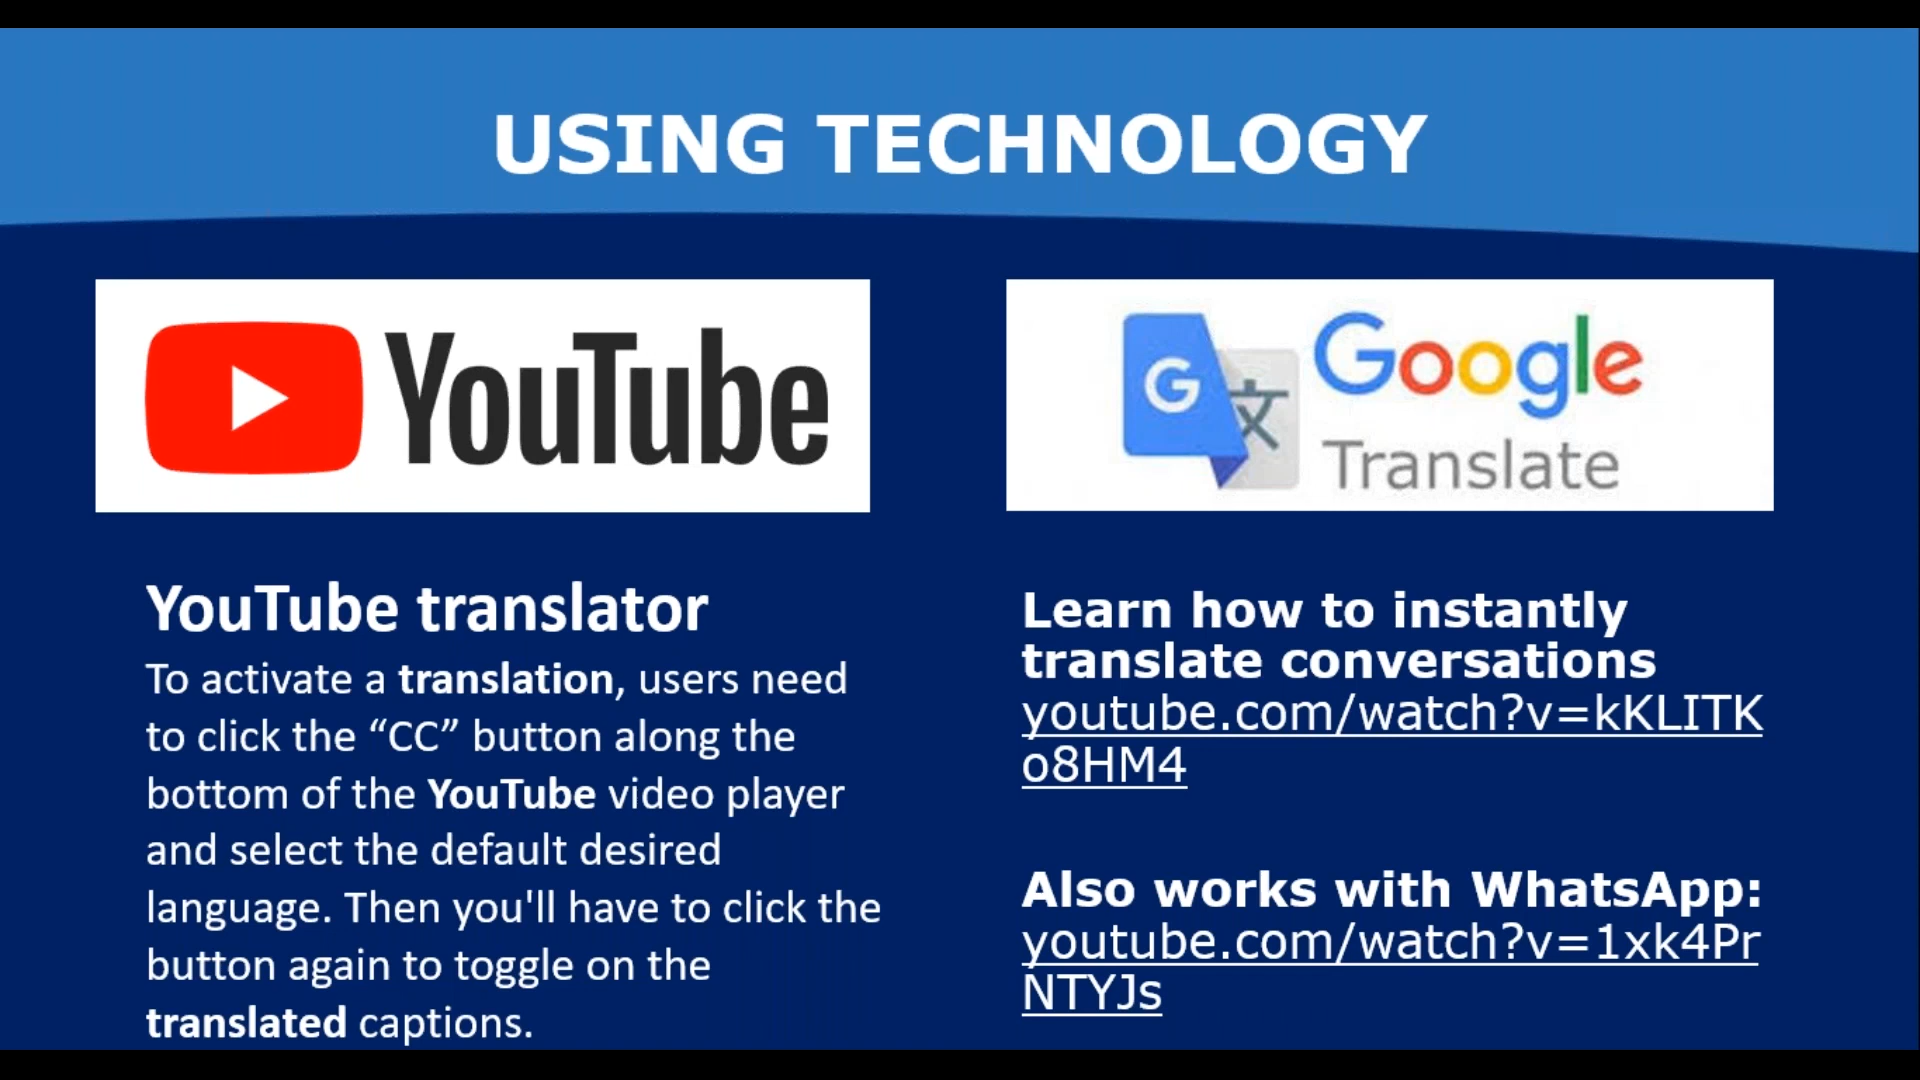 USING TECHNOLOGY
YouTube
YouTube translator
To activate a translation, users need
to click the “CC” button along the
bottom of the YouTube video player
and select the default desired
language. Then you'll have to click the
button again to toggle on the
translated captions.
G 文
Google
Translate
Learn how to instantly
translate conversations
youtube.com/watch?v=kKLITK
o8HM4
Also works with WhatsApp:
youtube.com/watch?v=1xk4Pr
NTYJs